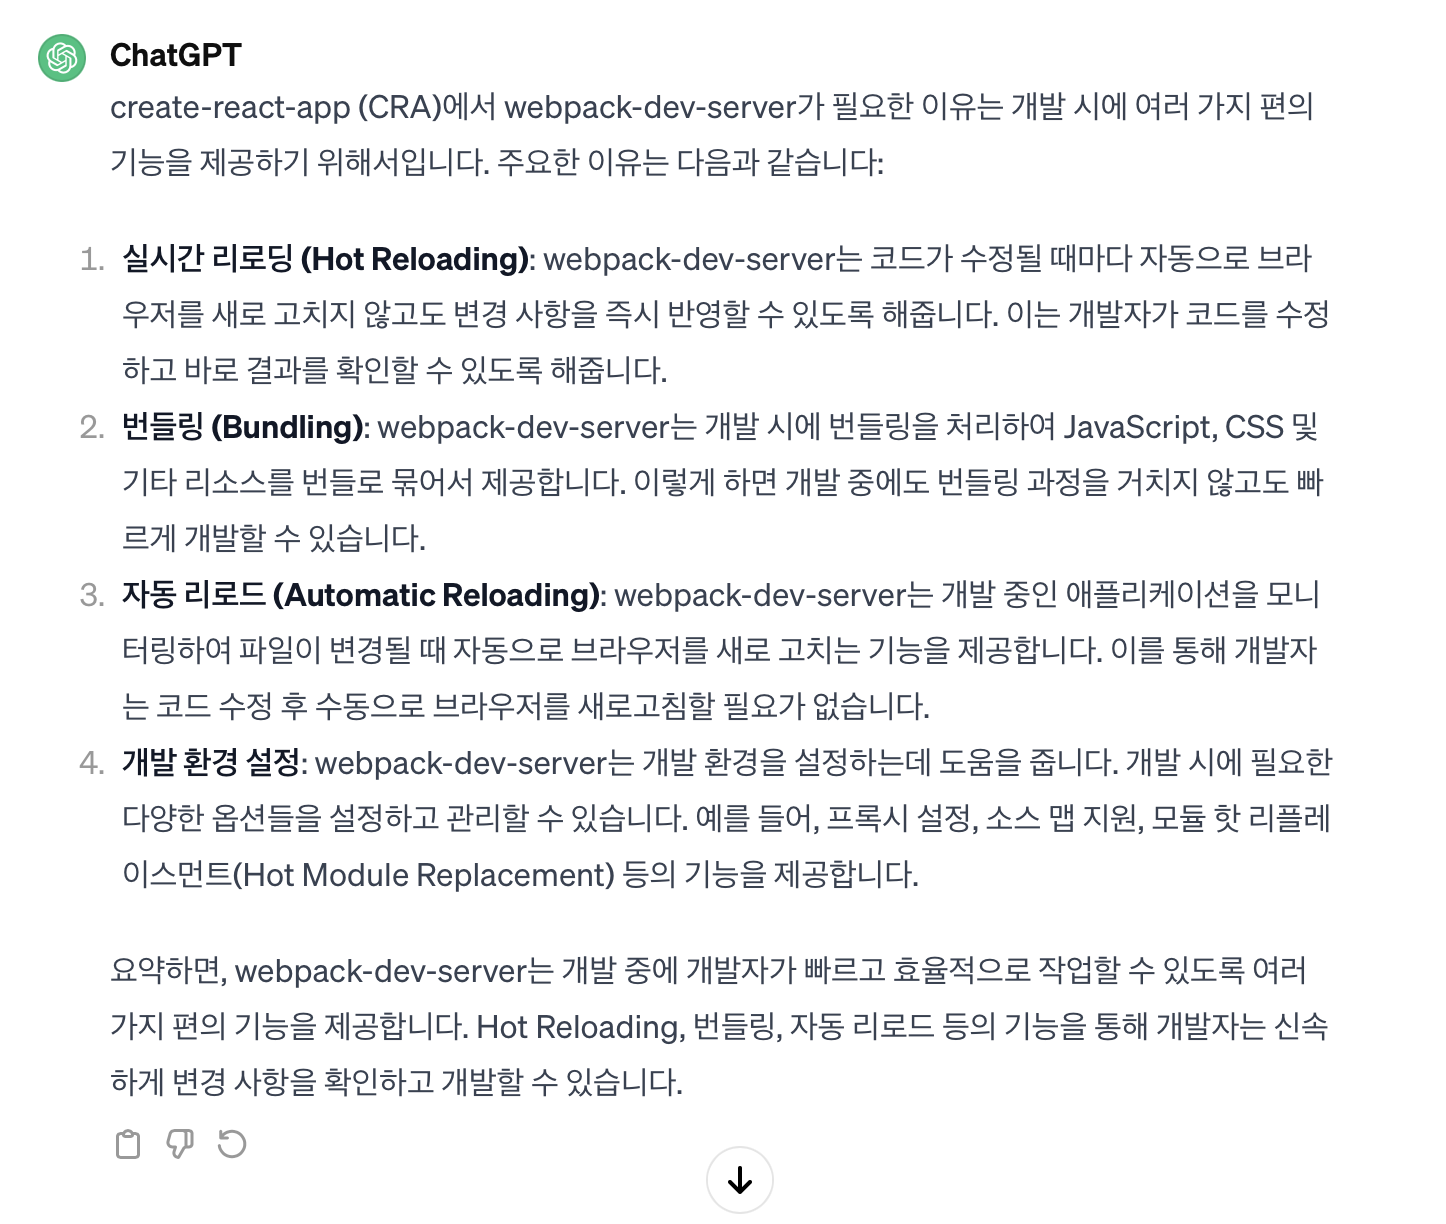 ChatGPT
create-react-app (CRA)에서 webpack-dev-server가 필요한 이유는 개발 시에 여러 가지 편의
기능을 제공하기 위해서입니다. 주요한 이유는 다음과 같습니다:
1. 실시간 리로딩 (Hot Reloading): webpack-dev-server는 코드가 수정될 때마다 자동으로 브라
우저를 새로 고치지 않고도 변경 사항을 즉시 반영할 수 있도록 해줍니다. 이는 개발자가 코드를 수정
하고 바로 결과를 확인할 수 있도록 해줍니다.
2. 번들링 (Bundling): webpack-dev-server는 개발 시에 번들링을 처리하여 JavaScript, CSS 및
기타 리소스를 번들로 묶어서 제공합니다. 이렇게 하면 개발 중에도 번들링 과정을 거치지 않고도 빠
르게 개발할 수 있습니다.
3. 자동 리로드 (Automatic Reloading): webpack-dev-server는 개발 중인 애플리케이션을 모니
터링하여 파일이 변경될 때 자동으로 브라우저를 새로 고치는 기능을 제공합니다. 이를 통해 개발자
는 코드 수정 후 수동으로 브라우저를 새로고침할 필요가 없습니다.
4. 개발 환경 설정: webpack-dev-server는 개발 환경을 설정하는데 도움을 줍니다. 개발 시에 필요한
다양한 옵션들을 설정하고 관리할 수 있습니다. 예를 들어, 프록시 설정, 소스 맵 지원, 모듈 핫 리플레
이스먼트(Hot Module Replacement) 등의 기능을 제공합니다.
요약하면, webpack-dev-server는 개발 중에 개발자가 빠르고 효율적으로 작업할 수 있도록 여러
가지 편의 기능을 제공합니다. Hot Reloading, 번들링, 자동 리로드 등의 기능을 통해 개발자는 신속
하게 변경 사항을 확인하고 개발할 수 있습니다.